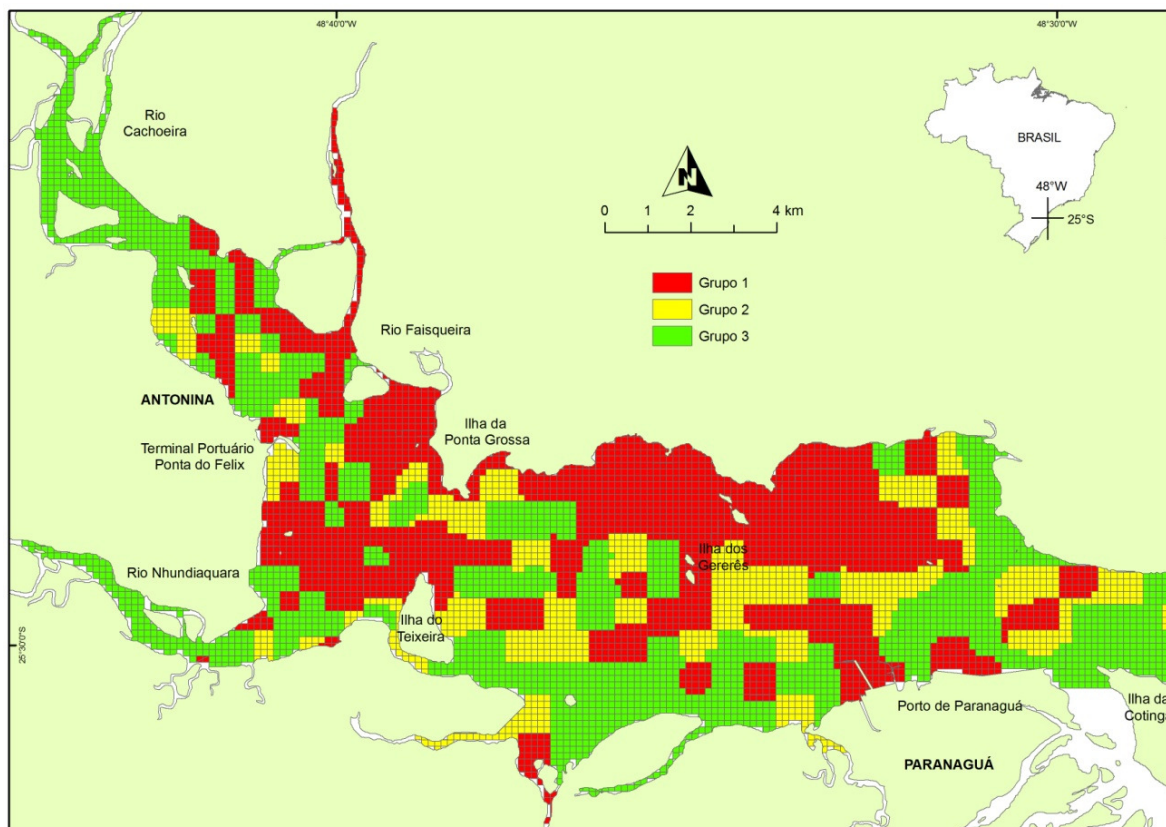 48°40'0"W
48°30'0"W
Rio
Cachoeira
BRASIL
48°W
25°S
N
0 1 2 4 km
Grupo 1
Grupo 2
Grupo 3
Rio Faisqueira
ANTONINA
Ilha da
Ponta Grossa
Terminal Portuário
Ponta do Felix
Ilha dos
Gererês
Rio Nhundiaquara
Ilha do
Teixeira
25°30'0"S
Porto de Paranaguá
Ilha da
Cotinga
PARANAGUÁ